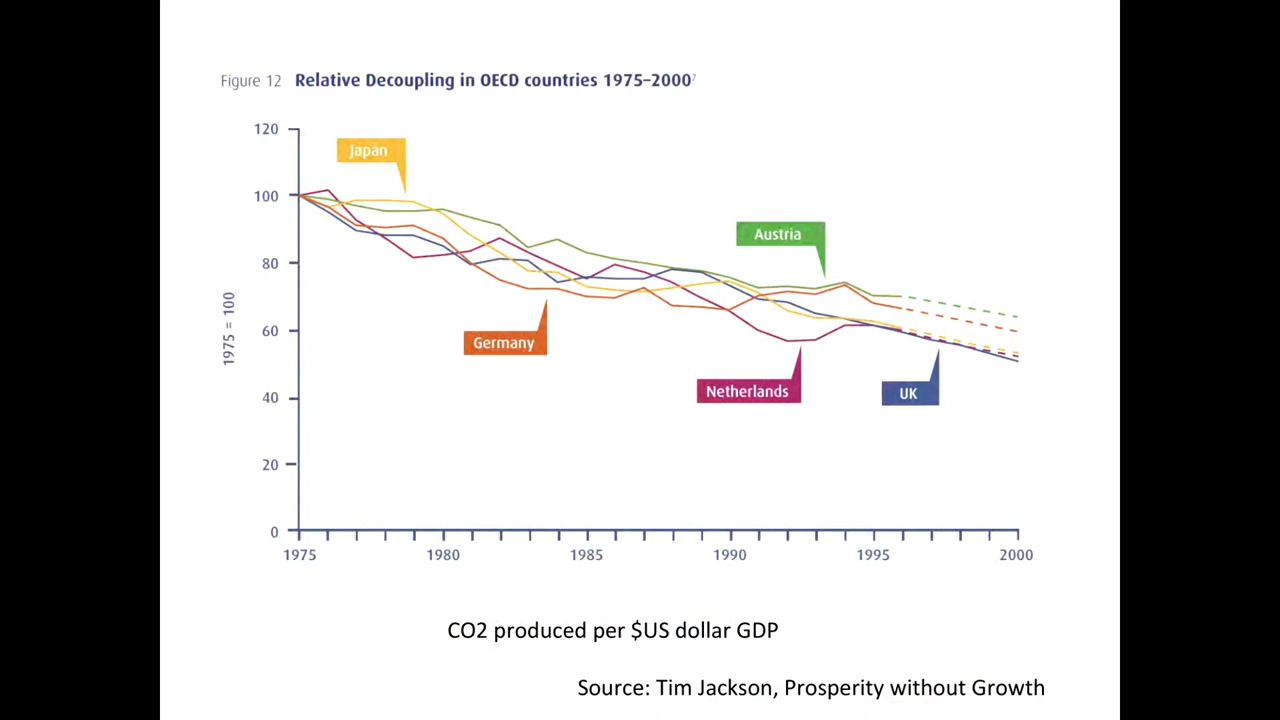 Figure 12 Relative Decoupling in OECD countries 1975–2000⁷
120
Japan
100
Austria
80
1975 = 100
60
Germany
Netherlands
UK
40
20
0
1975 1980 1985 1990 1995 2000
CO2 produced per $US dollar GDP
Source: Tim Jackson, Prosperity without Growth